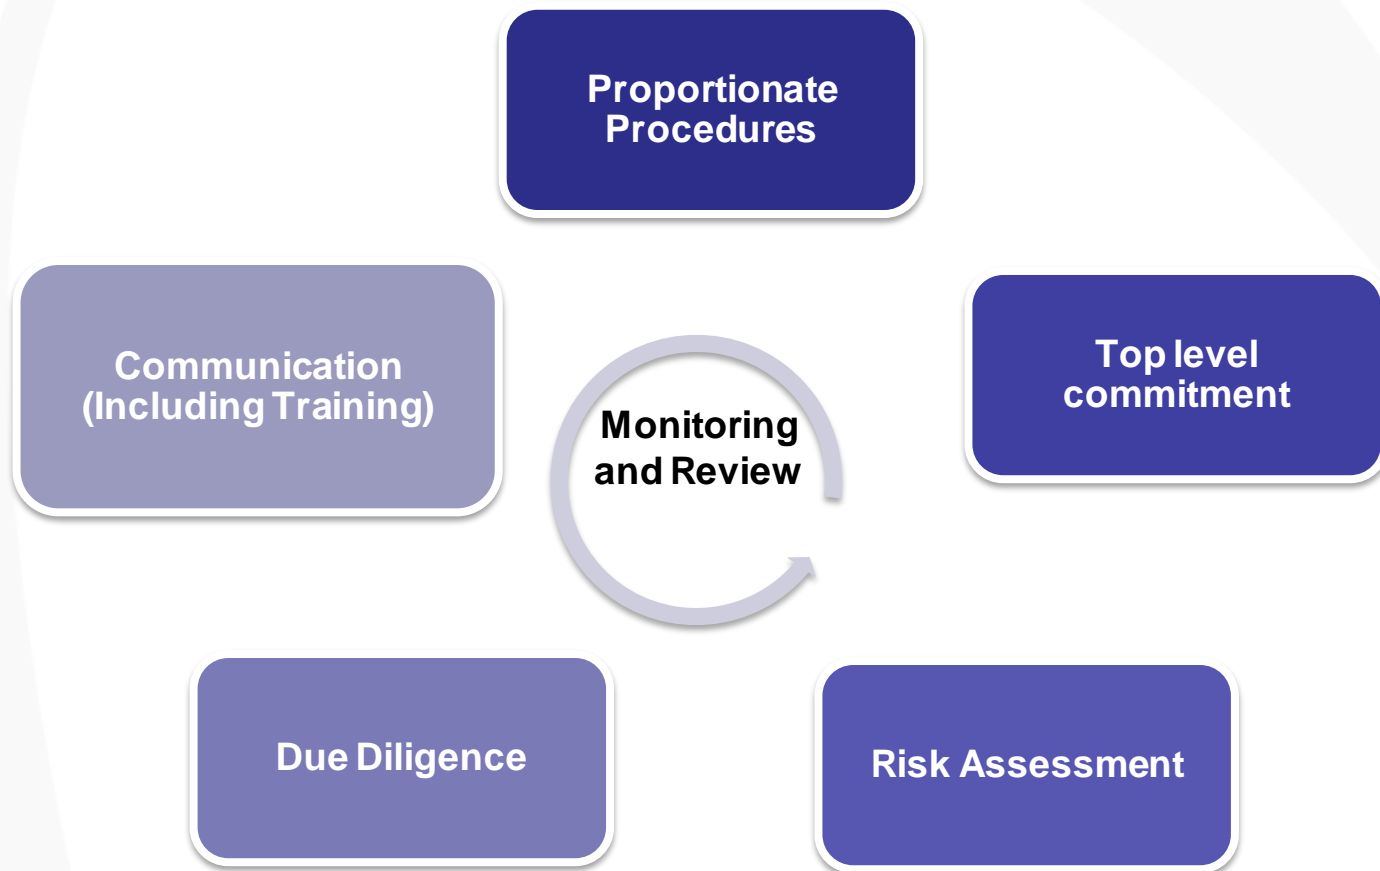 Proportionate
Procedures
Top level
commitment
Communication
(Including Training)
Monitoring
and Review
Due Diligence
Risk Assessment